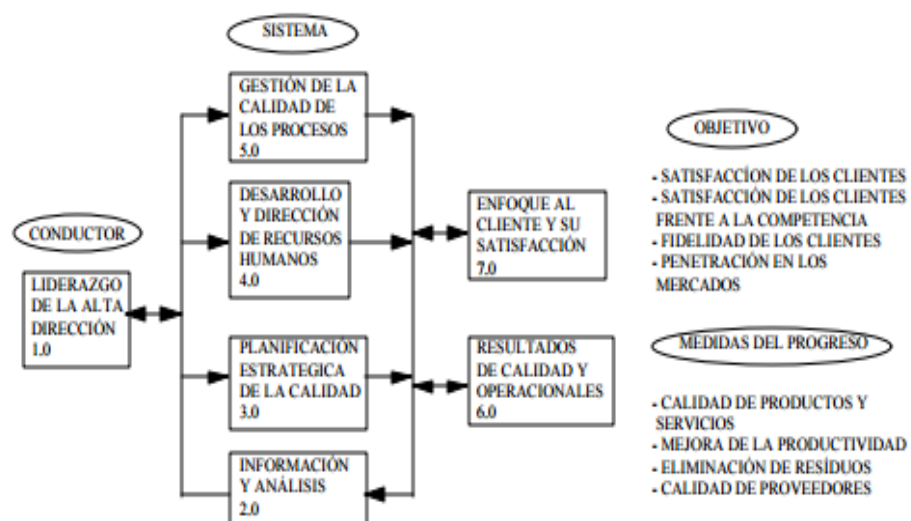 SISTEMA
GESTIÓN DE LA
CALIDAD DE
LOS PROCESOS
5.0
DESARROLLO
Y DIRECCIÓN
DE RECURSOS
HUMANOS
4.0
PLANIFICACIÓN
ESTRATEGICA
DE LA CALIDAD
3.0
INFORMACIÓN
Y ANÁLISIS
2.0
CONDUCTOR
LIDERAZGO
DE LA ALTA
DIRECCIÓN
1.0
ENFOQUE AL
CLIENTE Y SU
SATISFACCIÓN
7.0
RESULTADOS
DE CALIDAD Y
OPERACIONALES
6.0
OBJETIVO
- SATISFACCÍON DE LOS CLIENTES
- SATISFACCIÓN DE LOS CLIENTES
FRENTE A LA COMPETENCIA
- FIDELIDAD DE LOS CLIENTES
- PENETRACIÓN EN LOS
MERCADOS
MEDIDAS DEL PROGRESO
- CALIDAD DE PRODUCTOS Y
SERVICIOS
- MEJORA DE LA PRODUCTIVIDAD
- ELIMINACIÓN DE RESÍDUOS
- CALIDAD DE PROVEEDORES